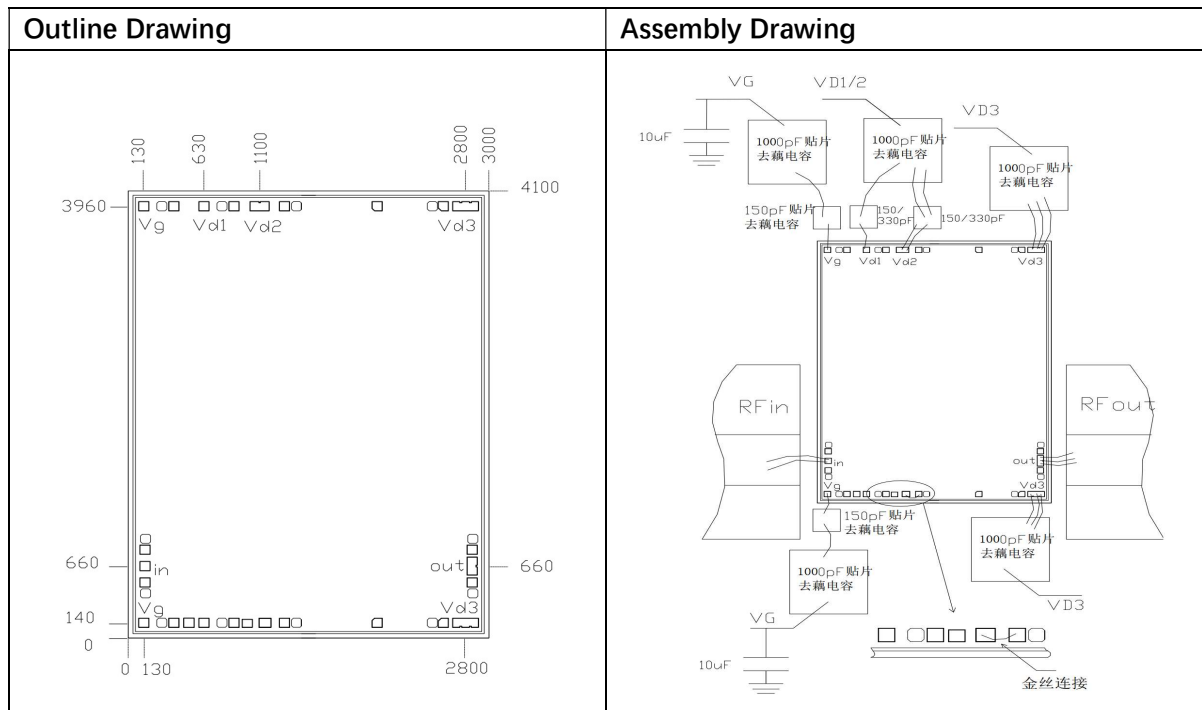 Outline Drawing
130
630
1100
2800
3000
4100
3960
Vg
Vd1
Vd2
Vd3
660
in
out
660
Vg
Vd3
140
0
0
130
2800
Assembly Drawing
VG
VD1/2
VD3
10uF
1000pF贴片
去藕电容
1000pF贴片
去藕电容
1000pF贴片
去藕电容
150pF贴片
去藕电容
150/
330pF
150/330pF
Vg
Vd1
Vd2
Vd3
RFin
RFout
in
out
Vg
Vd3
150pF贴片
去藕电容
1000pF贴片
去藕电容
1000pF贴片
去藕电容
VD3
VG
10uF
金丝连接